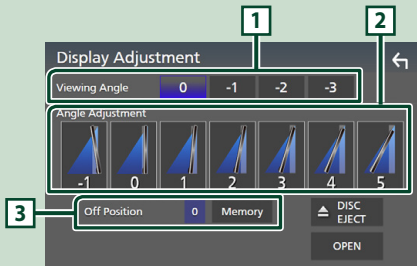 1
2
Display Adjustment
Viewing Angle 0 -1 -2 -3
Angle Adjustment
-1 0 1 2 3 4 5
3
Off Position 0 Memory
DISC
EJECT
OPEN